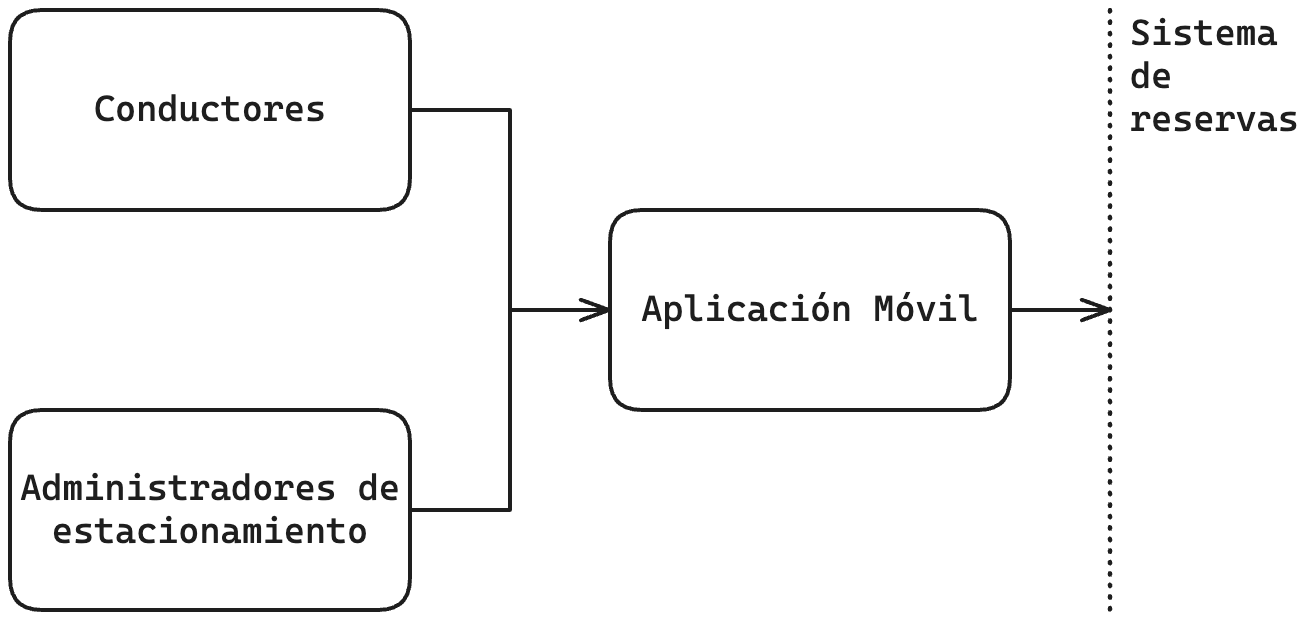 Conductores
Sistema
de
reservas
Aplicación Móvil
Administradores de
estacionamiento